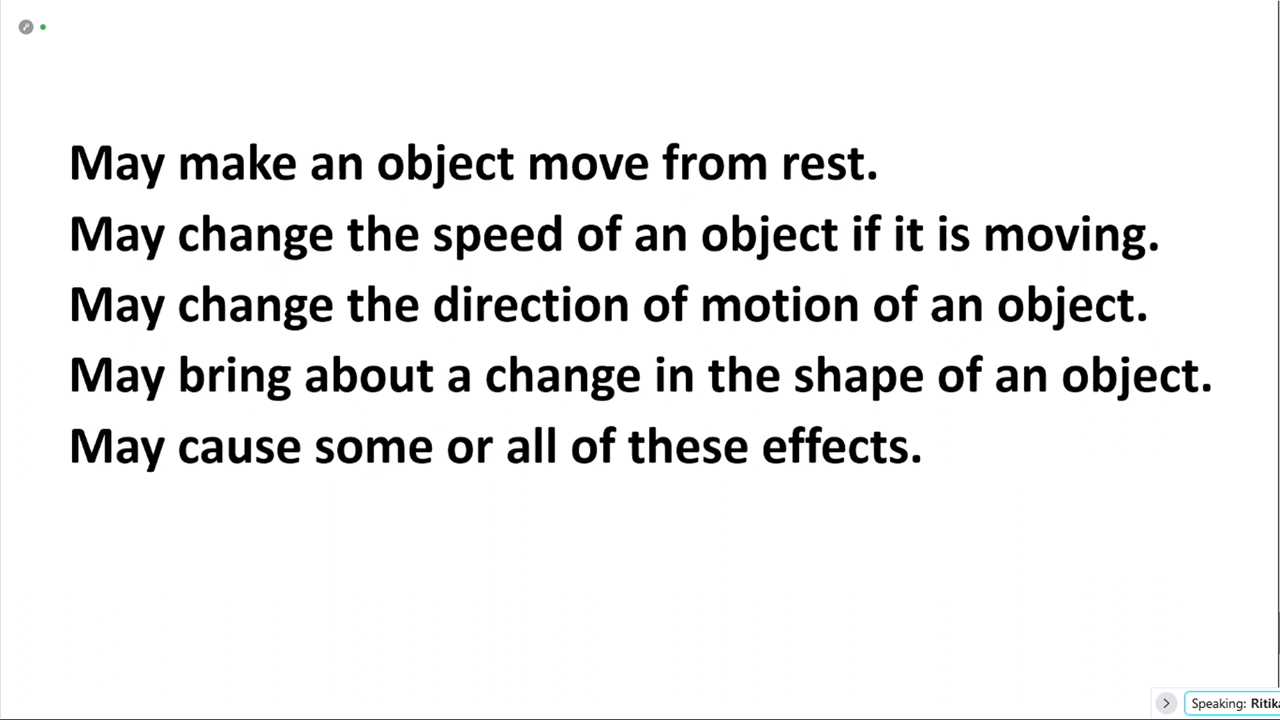 May make an object move from rest.
May change the speed of an object if it is moving.
May change the direction of motion of an object.
May bring about a change in the shape of an object.
May cause some or all of these effects.
Speaking: